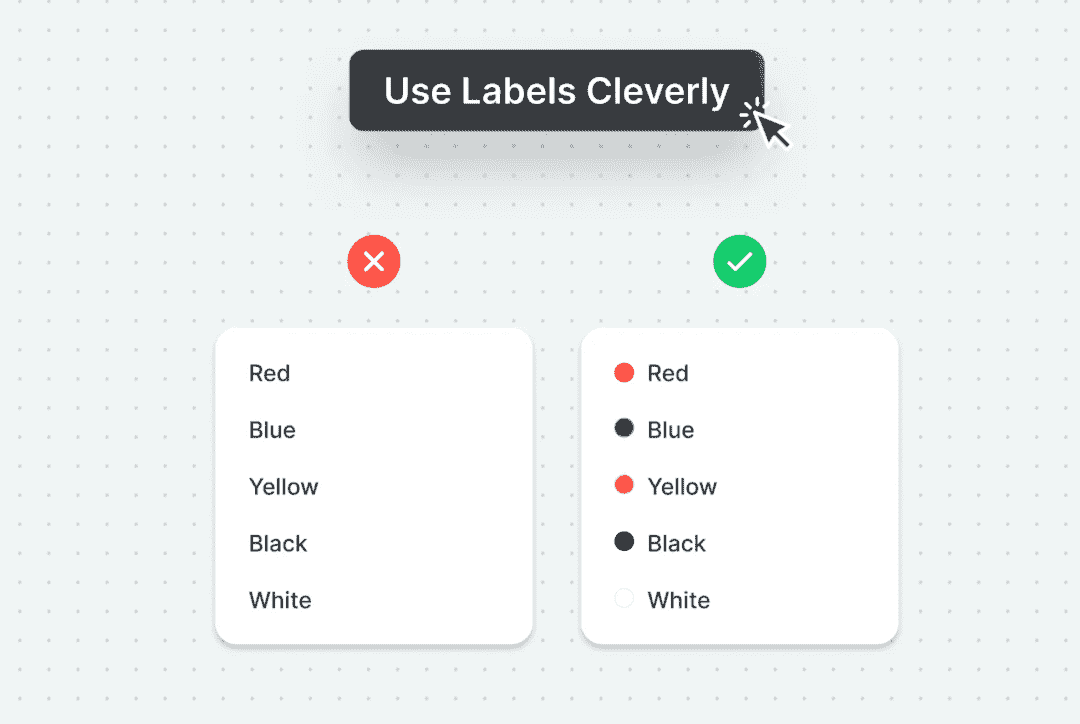 Use Labels Cleverly
Red
Blue
Yellow
Black
White
Red
Blue
Yellow
Black
White